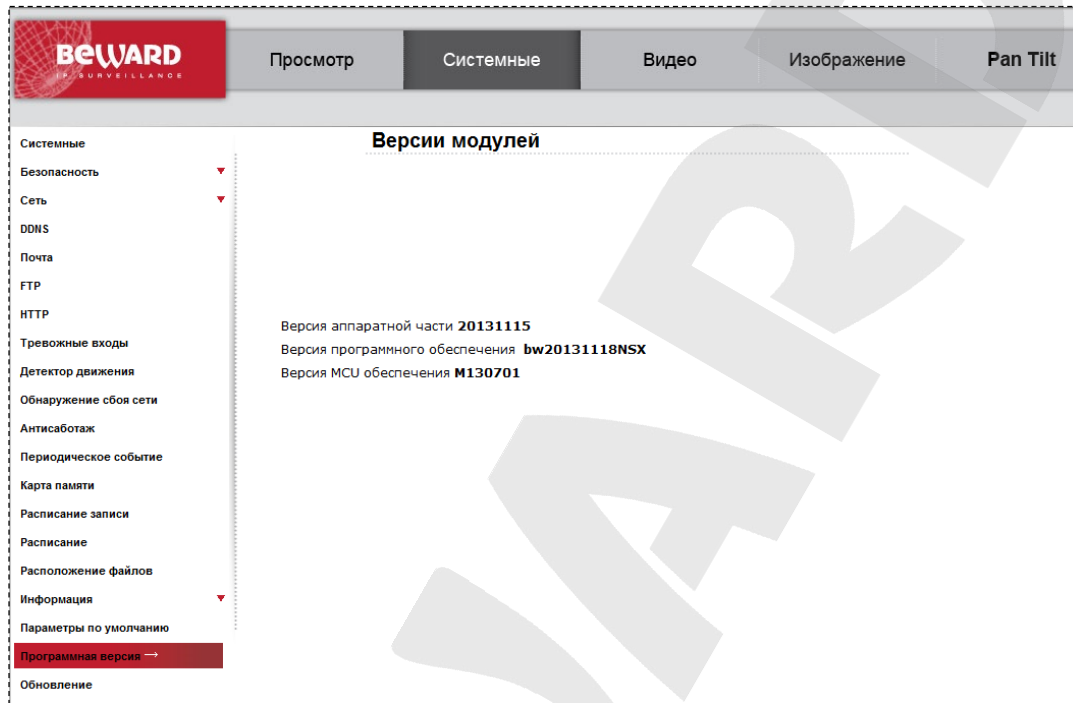 BEWARD
IP SURVEILLANCE
Просмотр Системные Видео Изображение Pan Tilt
Версии модулей
Системные
Безопасность
Сеть
DDNS
Почта
FTP
HTTP
Тревожные входы
Детектор движения
Обнаружение сбоя сети
Антисаботаж
Периодическое событие
Карта памяти
Расписание записи
Расписание
Расположение файлов
Информация
Параметры по умолчанию
Программная версия →
Обновление
Версия аппаратной части 20131115
Версия программного обеспечения bw20131118NSX
Версия MCU обеспечения M130701